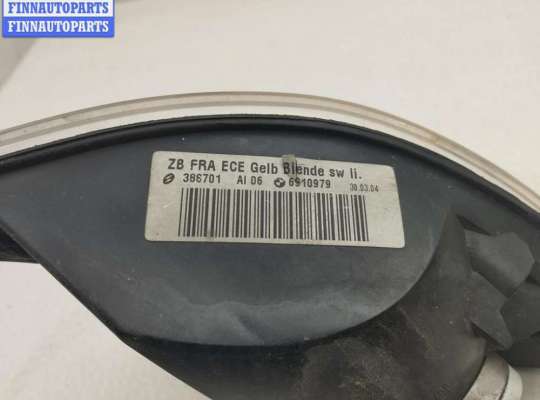 FINNAUTOPARTS
FINNAUTOPARTS
ZB FRA ECE Gelb Blende sw li.
386701 AI 06 6910979 30.03.04